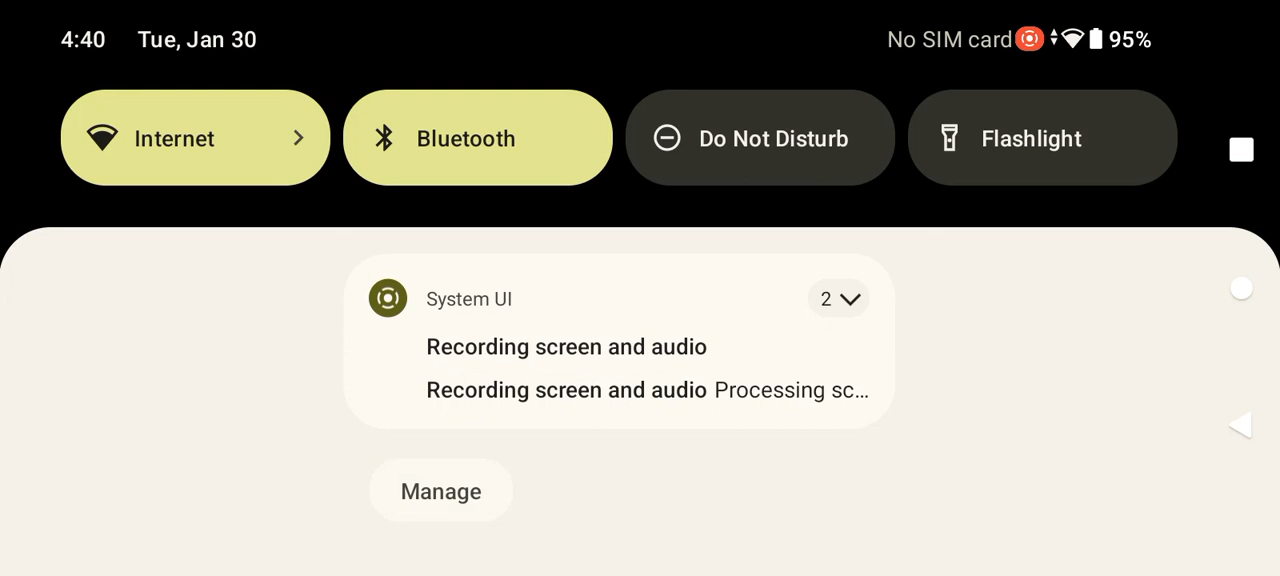 4:40 Tue, Jan 30 No SIM card 95%
Internet Bluetooth Do Not Disturb Flashlight
System UI 2
Recording screen and audio
Recording screen and audio Processing sc...
Manage